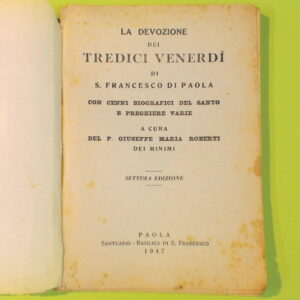 LA DEVOZIONE
DEI
TREDICI VENERDÌ
DI
S. FRANCESCO DI PAOLA
CON CENNI BIOGRAFICI DEL SANTO
E PREGHIERE VARIE
A CURA
DEL P. GIUSEPPE MARIA ROBERTI
DEI MINIMI
SETTIMA EDIZIONE
PAOLA
SANTUARIO - BASILICA DI S. FRANCESCO
1947